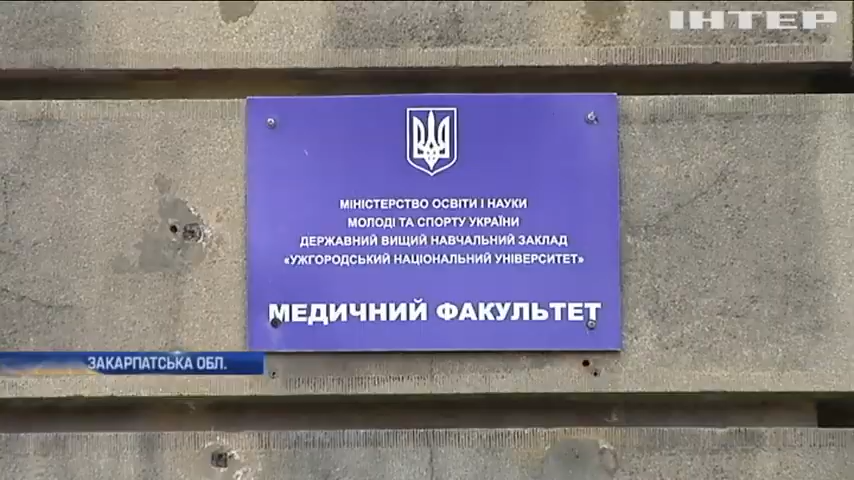 ІНТЕР
МІНІСТЕРСТВО ОСВІТИ І НАУКИ
МОЛОДІ ТА СПОРТУ УКРАЇНИ
ДЕРЖАВНИЙ ВИЩИЙ НАВЧАЛЬНИЙ ЗАКЛАД
«УЖГОРОДСЬКИЙ НАЦІОНАЛЬНИЙ УНІВЕРСИТЕТ»
МЕДИЧНИЙ ФАКУЛЬТЕТ
ЗАКАРПАТСЬКА ОБЛ.